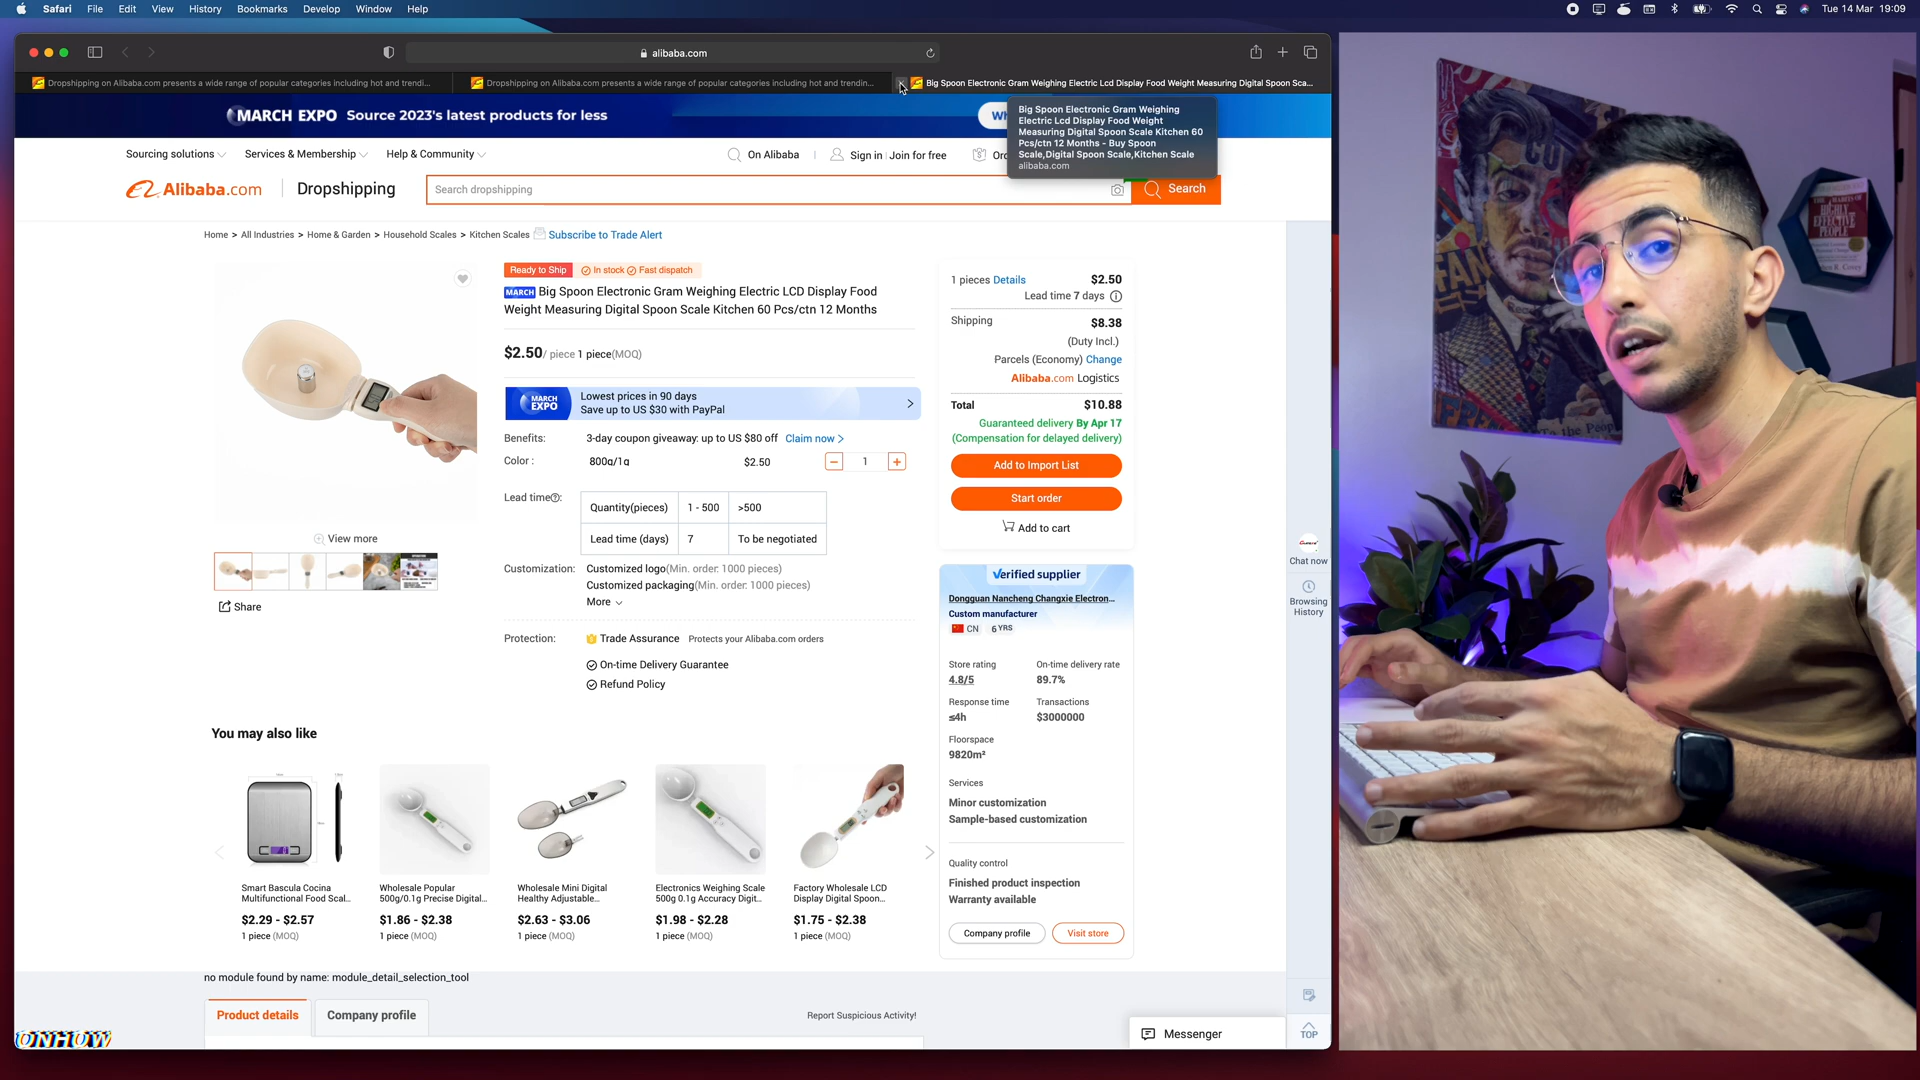 Safari File Edit View History Bookmarks Develop Window Help
Tue 14 Mar 19:09
alibaba.com
Dropshipping on Alibaba.com presents a wide range of popular categories including hot and trendi...
Dropshipping on Alibaba.com presents a wide range of popular categories including hot and trendin...
Big Spoon Electronic Gram Weighing Electric Lcd Display Food Weight Measuring Digital Spoon Sca...
MARCH EXPO Source 2023's latest products for less
Big Spoon Electronic Gram Weighing
Electric Lcd Display Food Weight
Measuring Digital Spoon Scale Kitchen 60
Pcs/ctn 12 Months - Buy Spoon
Scale,Digital Spoon Scale,Kitchen Scale
alibaba.com
Sourcing solutions Services & Membership Help & Community
On Alibaba Sign in Join for free
Alibaba.com Dropshipping
Search dropshipping
Search
Home > All Industries > Home & Garden > Household Scales > Kitchen Scales Subscribe to Trade Alert
Ready to Ship In stock Fast dispatch
MARCH Big Spoon Electronic Gram Weighing Electric LCD Display Food
Weight Measuring Digital Spoon Scale Kitchen 60 Pcs/ctn 12 Months
$2.50 / piece 1 piece(MOQ)
MARCH EXPO
Lowest prices in 90 days
Save up to US $30 with PayPal
Benefits: 3-day coupon giveaway: up to US $80 off Claim now >
Color : 800g/1g $2.50 1
Lead time : Quantity(pieces) 1 - 500 >500
Lead time (days) 7 To be negotiated
Customization: Customized logo(Min. order: 1000 pieces)
Customized packaging(Min. order: 1000 pieces)
More
Protection: Trade Assurance Protects your Alibaba.com orders
On-time Delivery Guarantee
Refund Policy
View more
Share
1 pieces Details $2.50
Lead time 7 days
Shipping $8.38
(Duty Incl.)
Parcels (Economy) Change
Alibaba.com Logistics
Total $10.88
Guaranteed delivery By Apr 17
(Compensation for delayed delivery)
Add to Import List
Start order
Add to cart
Verified supplier
Dongguan Nancheng Changxie Electron...
Custom manufacturer
CN 6 YRS
Store rating On-time delivery rate
4.8/5 89.7%
Response time Transactions
≤4h $3000000
Floorspace
9820m²
Services
Minor customization
Sample-based customization
Quality control
Finished product inspection
Warranty available
Company profile Visit store
Chat now
Browsing
History
You may also like
Smart Bascula Cocina
Multifunctional Food Scal...
$2.29 - $2.57
1 piece (MOQ)
Wholesale Popular
500g/0.1g Precise Digital...
$1.86 - $2.38
1 piece (MOQ)
Wholesale Mini Digital
Healthy Adjustable...
$2.63 - $3.06
1 piece (MOQ)
Electronics Weighing Scale
500g 0.1g Accuracy Digit...
$1.98 - $2.28
1 piece (MOQ)
Factory Wholesale LCD
Display Digital Spoon...
$1.75 - $2.38
1 piece (MOQ)
no module found by name: module_detail_selection_tool
Product details Company profile Report Suspicious Activity!
Messenger
TOP
ONHOW
HIGHLY
EFFECTIVE
PEOPLE